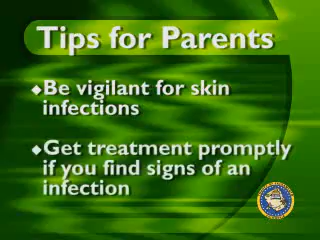 Tips for Parents
◆Be vigilant for skin
infections
◆Get treatment promptly
if you find signs of an
infection